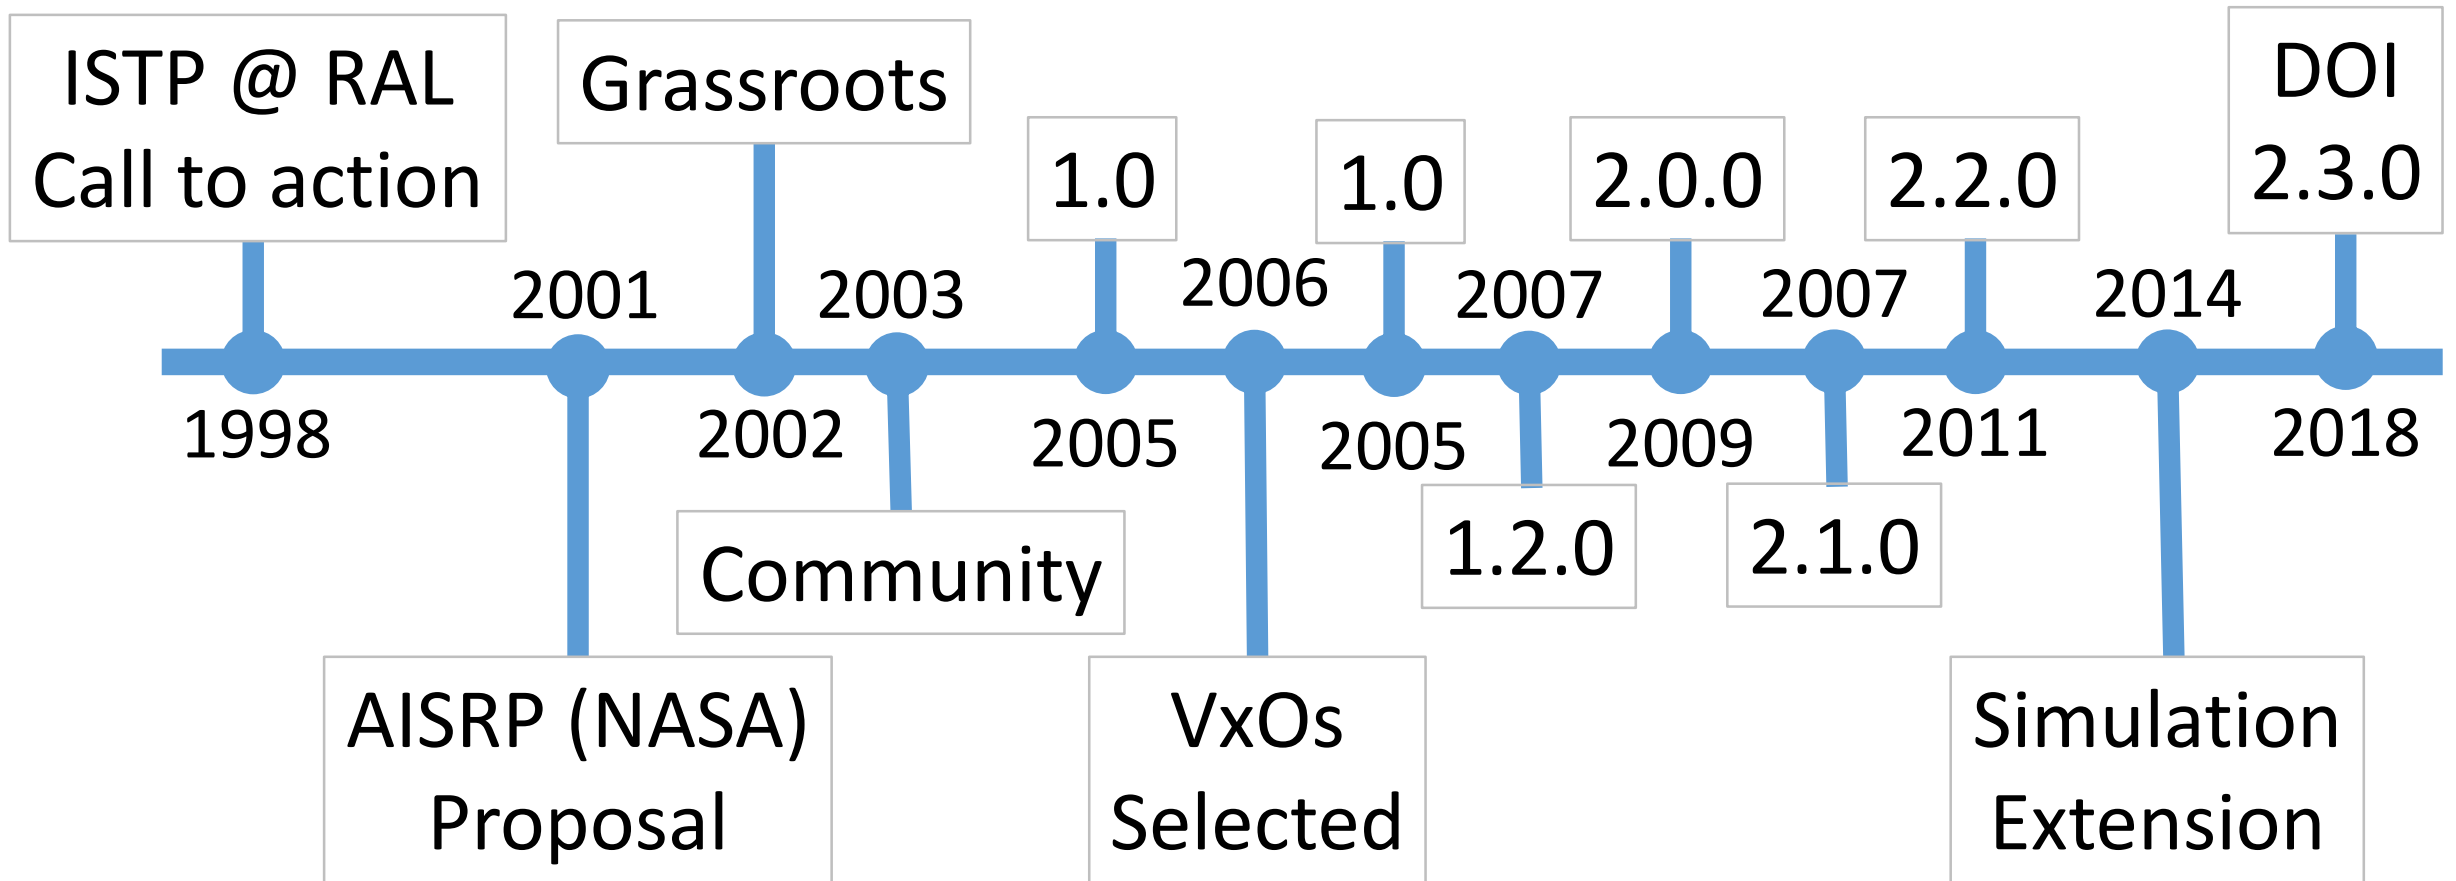 ISTP @ RAL
Call to action
1998
2001
AISRP (NASA)
Proposal
Grassroots
2002
2003
Community
1.0
2005
2006
VxOs
Selected
1.0
2005
2007
1.2.0
2.0.0
2009
2007
2.1.0
2.2.0
2011
2014
Simulation
Extension
DOI
2.3.0
2018